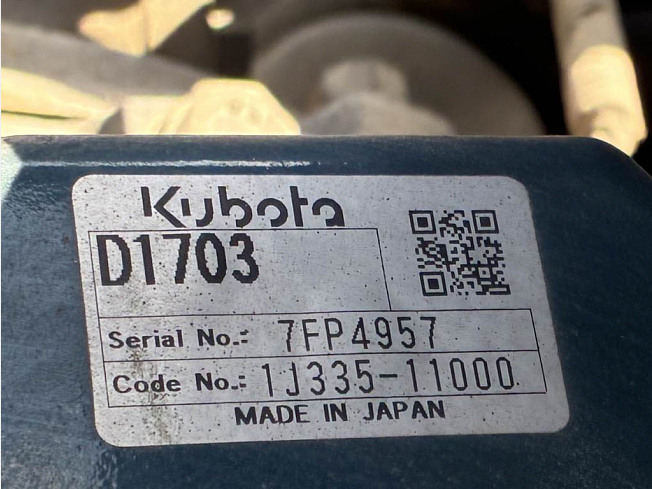 Kubota
D1703
Serial No.: 7FP4957
Code No.: 1J335-11000
MADE IN JAPAN